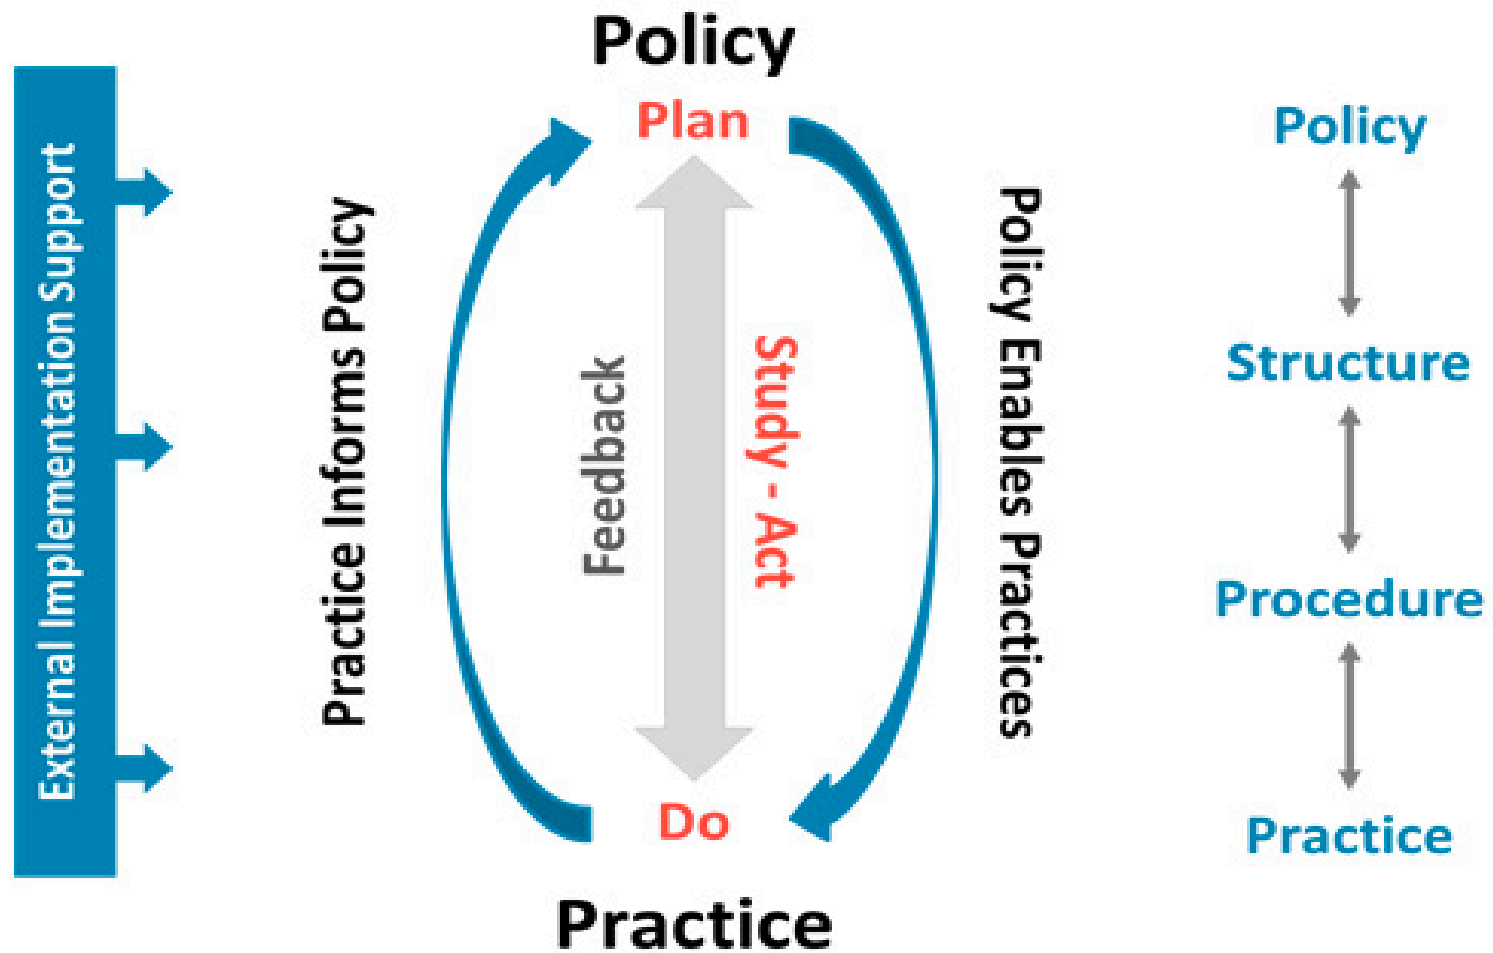 External Implementation Support
Practice Informs Policy
Policy
Plan
Feedback
Study - Act
Do
Practice
Policy Enables Practices
Policy
Structure
Procedure
Practice